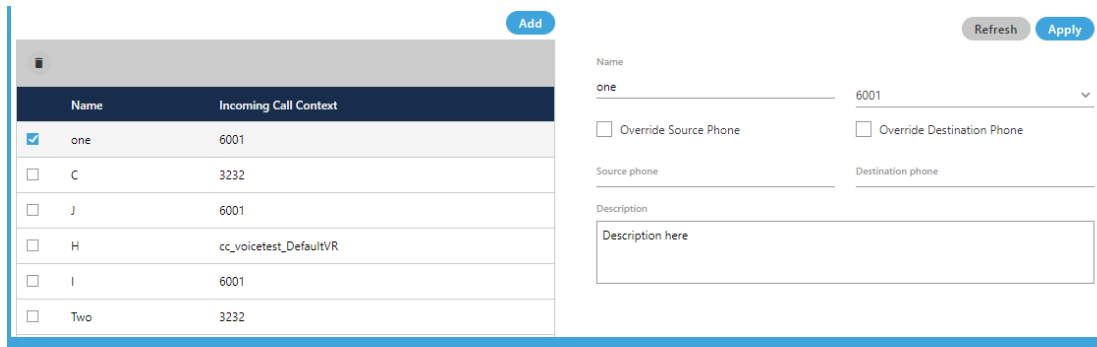 Add
Name Incoming Call Context
one 6001
C 3232
J 6001
H cc_voicetest_DefaultVR
I 6001
Two 3232
Refresh Apply
Name
one
6001
Override Source Phone Override Destination Phone
Source phone Destination phone
Description
Description here